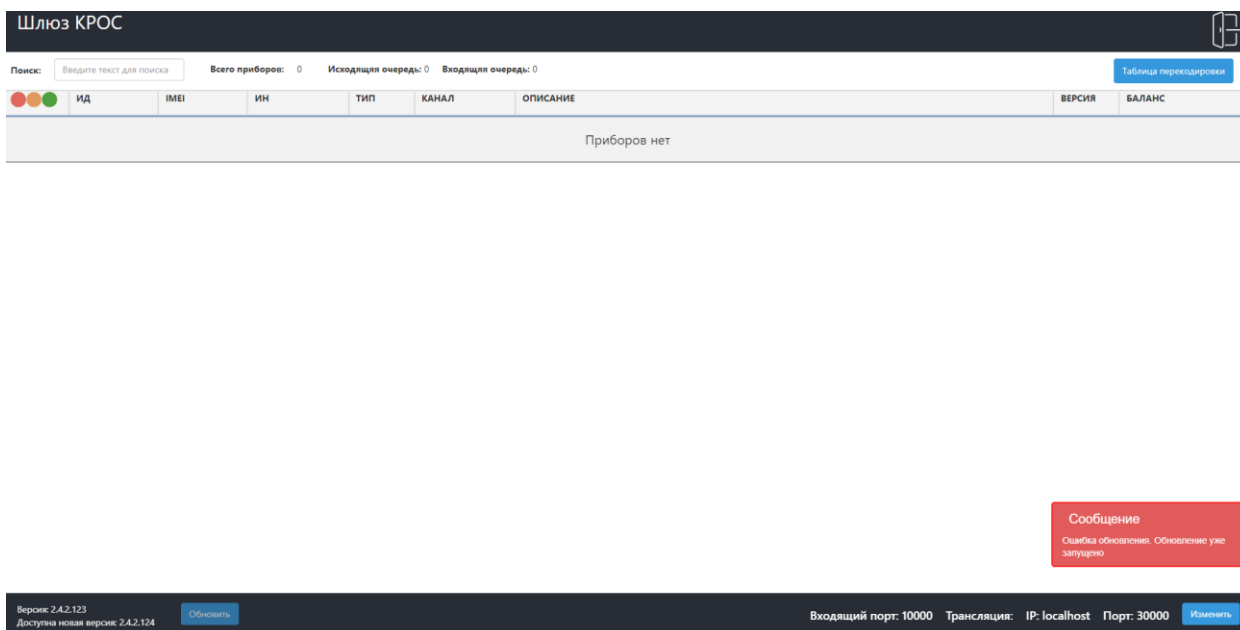 Шлюз КРОС
Поиск: Введите текст для поиска Всего приборов: 0 Исходящяя очередь: 0 Входящяя очередь: 0 Таблица перекодировки
ИД IMEI ИН ТИП КАНАЛ ОПИСАНИЕ ВЕРСИЯ БАЛАНС
Приборов нет
Сообщение
Ошибка обновления. Обновление уже
запущено
Версия: 2.4.2.123
Доступна новая версия: 2.4.2.124
Обновить
Входящий порт: 10000 Трансляция: IP: localhost Порт: 30000 Изменить